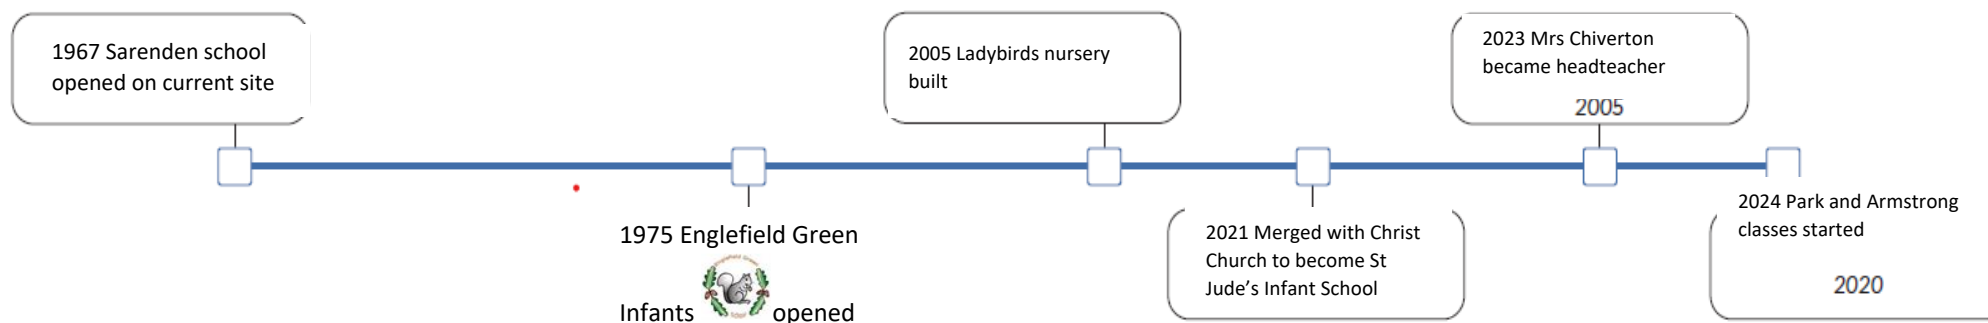 1967 Sarenden school
opened on current site
1975 Englefield Green
Infants
opened
2005 Ladybirds nursery
built
2021 Merged with Christ
Church to become St
Jude's Infant School
2023 Mrs Chiverton
became headteacher
2005
2024 Park and Armstrong
classes started
2020